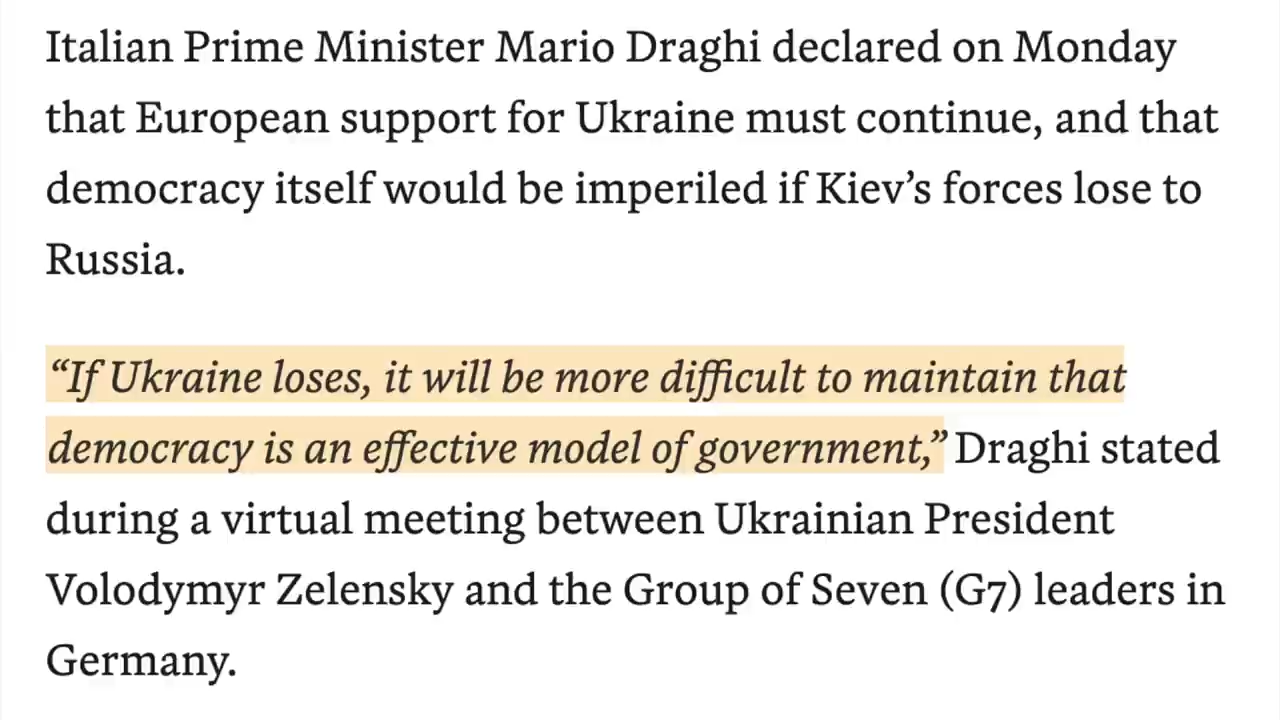 Italian Prime Minister Mario Draghi declared on Monday
that European support for Ukraine must continue, and that
democracy itself would be imperiled if Kiev’s forces lose to
Russia.
“If Ukraine loses, it will be more difficult to maintain that
democracy is an effective model of government,” Draghi stated
during a virtual meeting between Ukrainian President
Volodymyr Zelensky and the Group of Seven (G7) leaders in
Germany.